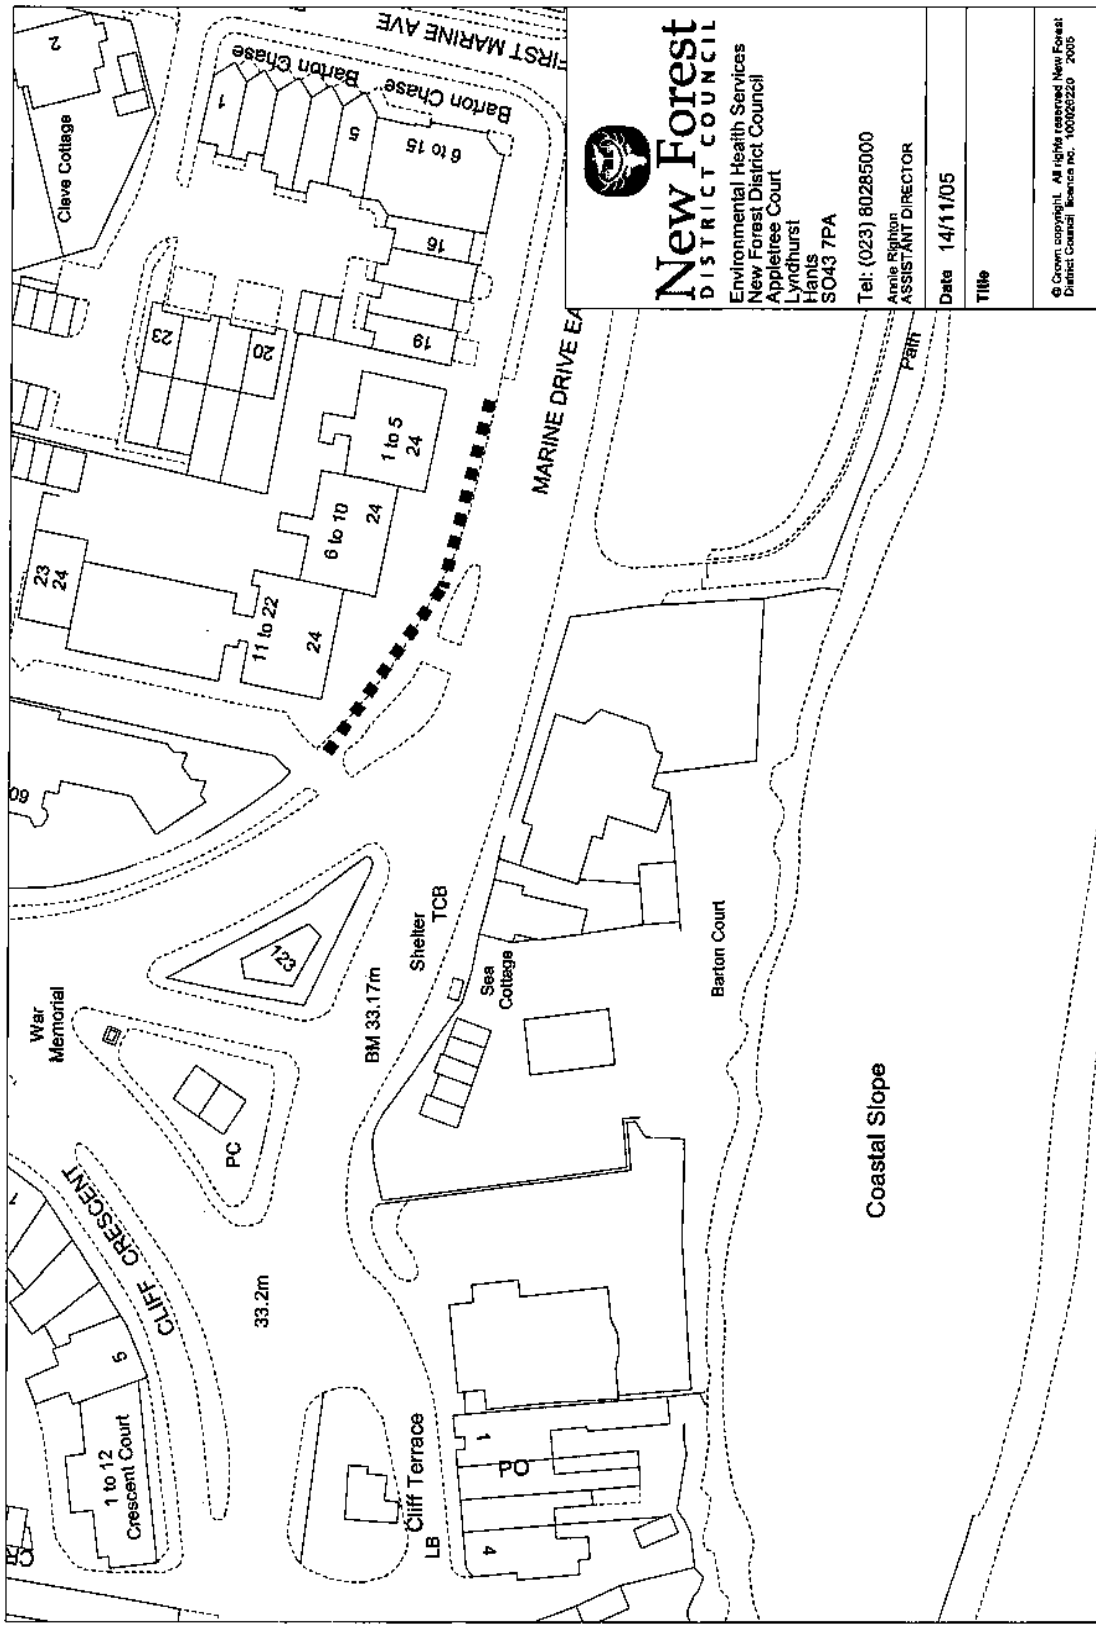 2
Cleve Cottage
FIRST MARINE AVE
Barton Chase
Barton Chase
Barton Chase
1
5
6 to 15
16
19
20
23
1 to 5
24
6 to 10
24
11 to 22
24
23
24
60
MARINE DRIVE EA
Path
War
Memorial
123
PC
BM 33.17m
Shelter
TCB
Sea
Cottage
Barton Court
Coastal Slope
CLIFF CRESCENT
1
5
33.2m
1 to 12
Crescent Court
CR
Cliff Terrace
LB
1
PO
4
New Forest
DISTRICT COUNCIL
Environmental Health Services
New Forest District Council
Appletree Court
Lyndhurst
Hants
SO43 7PA
Tel: (023) 80285000
Annie Righton
ASSISTANT DIRECTOR
Date 14/11/05
Title
© Crown copyright. All rights reserved New Forest
District Council licence no. 100026220 2005